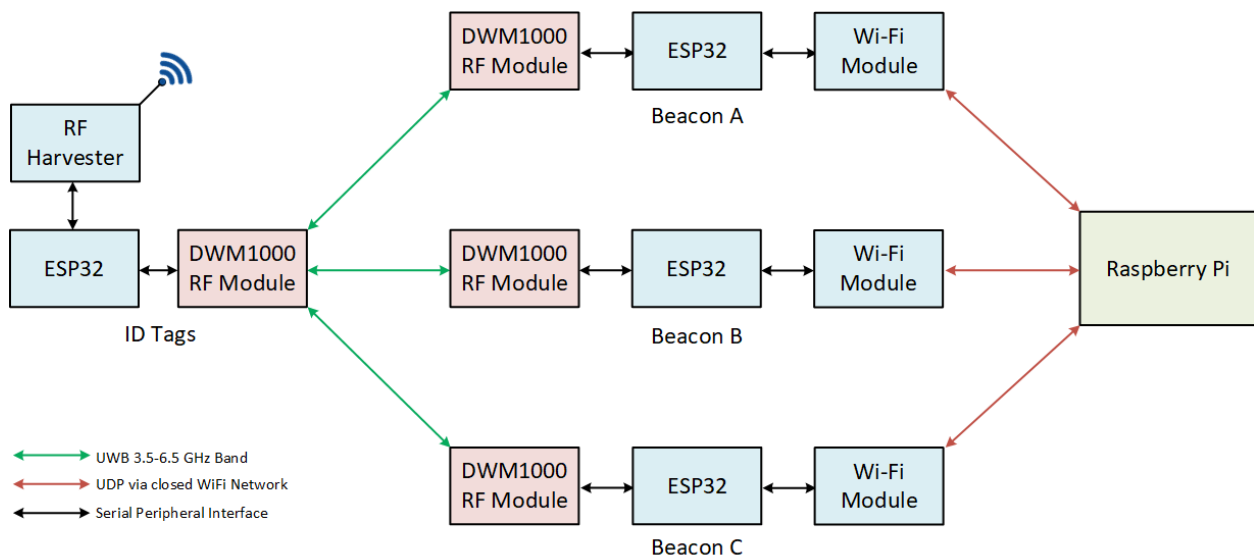 DWM1000
RF Module
ESP32
Wi-Fi
Module
Beacon A
RF
Harvester
ESP32
DWM1000
RF Module
ID Tags
DWM1000
RF Module
ESP32
Wi-Fi
Module
Beacon B
Raspberry Pi
DWM1000
RF Module
ESP32
Wi-Fi
Module
Beacon C
UWB 3.5-6.5 GHz Band
UDP via closed WiFi Network
Serial Peripheral Interface